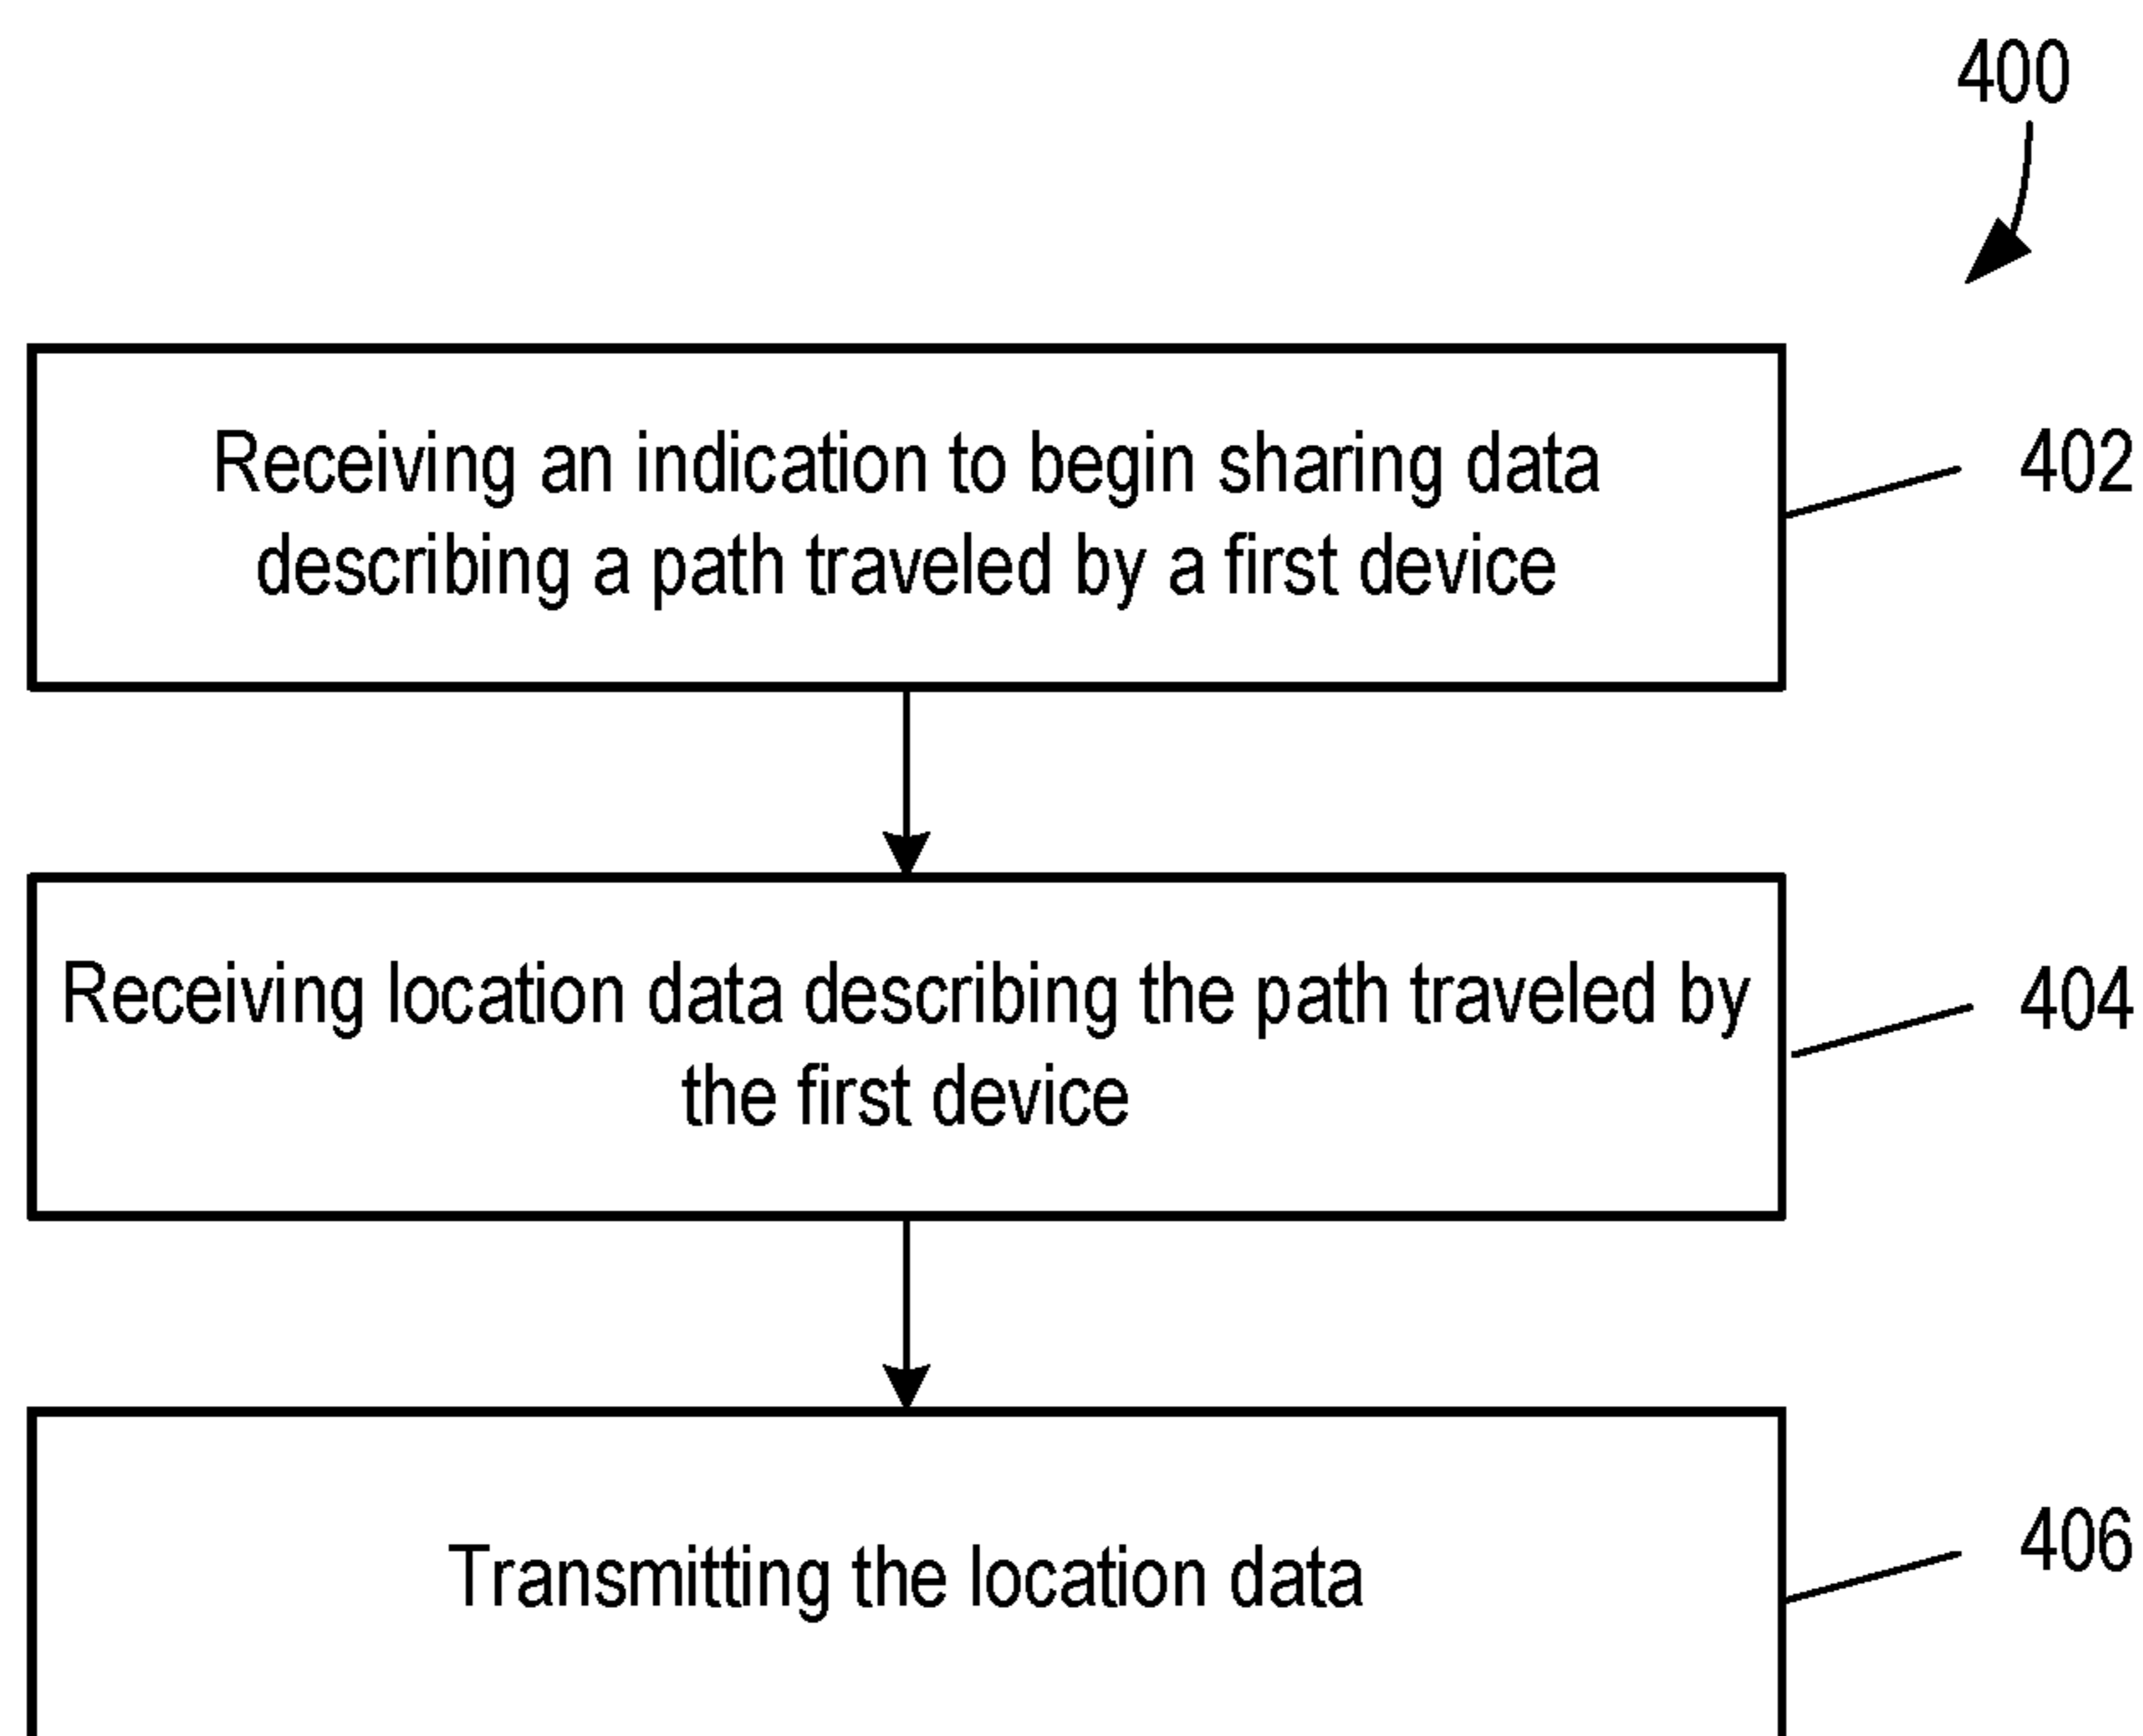 400
Receiving an indication to begin sharing data
describing a path traveled by a first device
402
Receiving location data describing the path traveled by
the first device
404
Transmitting the location data
406